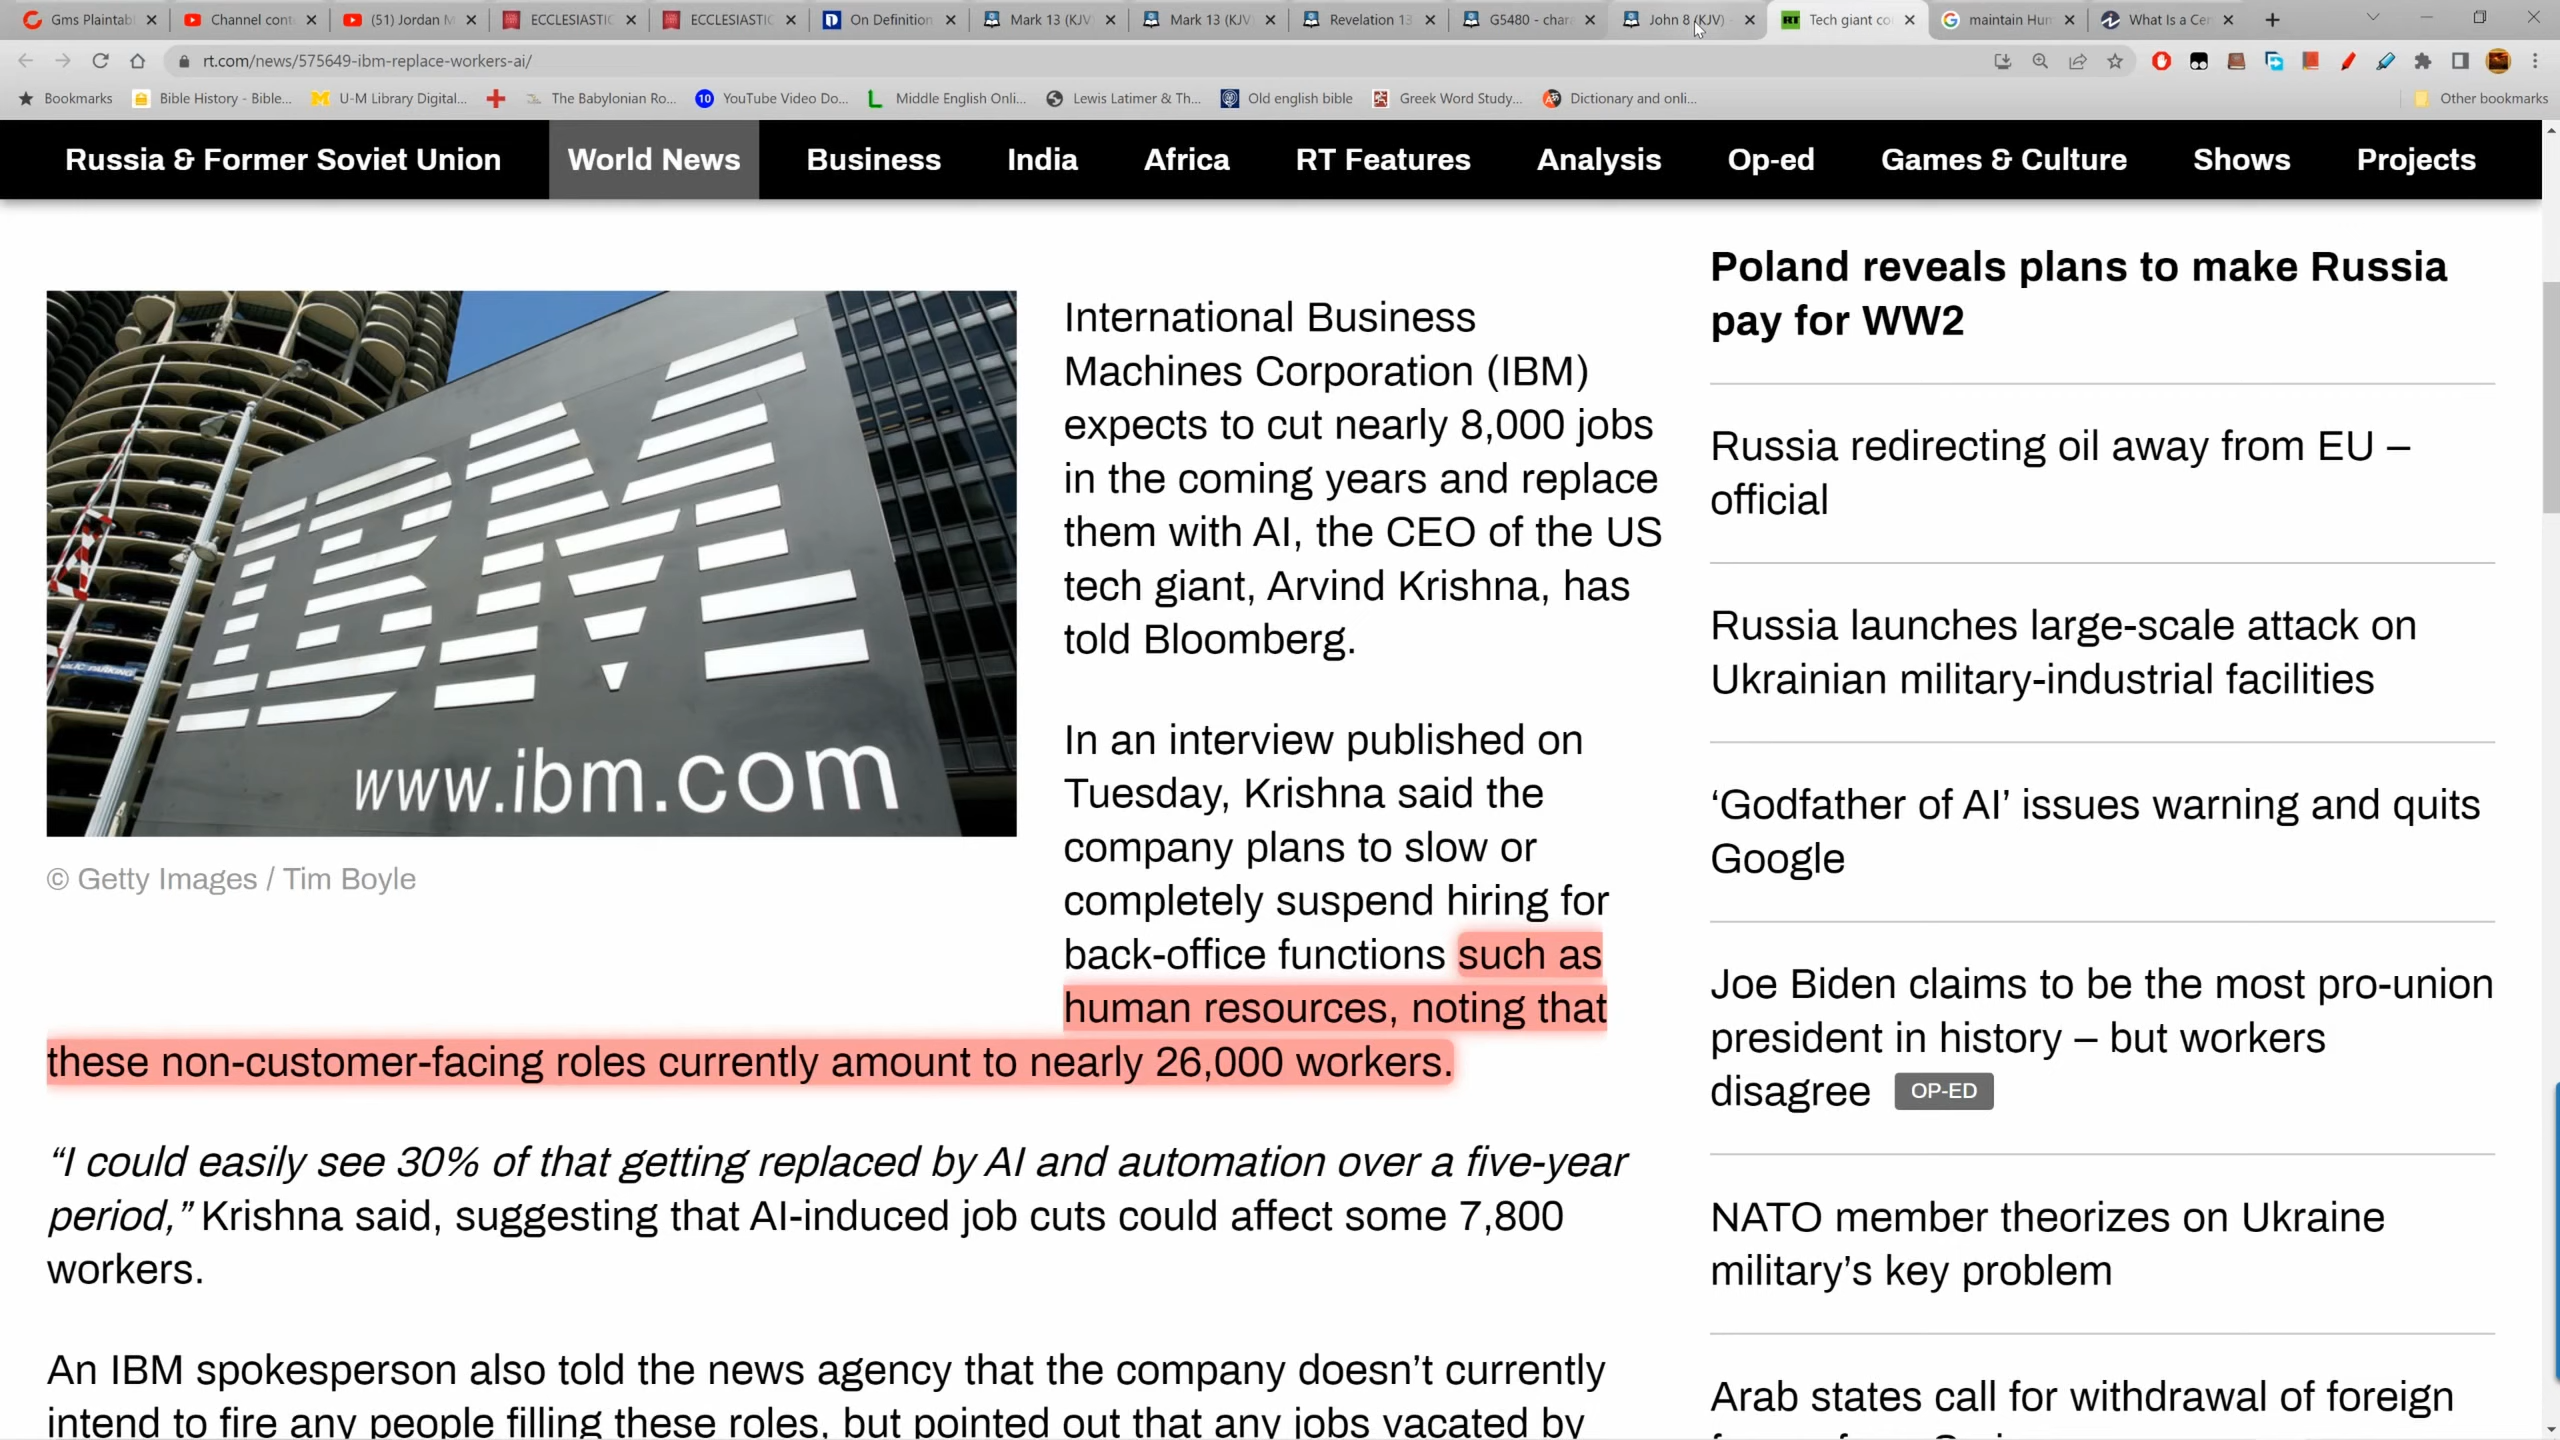 Gms Plaintab
Channel cont
(51) Jordan M
ECCLESIASTIC
ECCLESIASTIC
On Definition
Mark 13 (KJV)
Mark 13 (KJV)
Revelation 13
G5480 - char
John 8 (KJV) -
RT
Tech giant co
maintain Hum
What Is a Cer
rt.com/news/575649-ibm-replace-workers-ai/
Bookmarks
Bible History - Bible...
U-M Library Digital...
The Babylonian Ro...
10
YouTube Video Do...
Middle English Onli...
Lewis Latimer & Th...
Old english bible
Greek Word Study...
Dictionary and onli...
Other bookmarks
Russia & Former Soviet Union
World News
Business
India
Africa
RT Features
Analysis
Op-ed
Games & Culture
Shows
Projects
IBM
www.ibm.com
© Getty Images / Tim Boyle
International Business
Machines Corporation (IBM)
expects to cut nearly 8,000 jobs
in the coming years and replace
them with AI, the CEO of the US
tech giant, Arvind Krishna, has
told Bloomberg.
In an interview published on
Tuesday, Krishna said the
company plans to slow or
completely suspend hiring for
back-office functions such as
human resources, noting that
these non-customer-facing roles currently amount to nearly 26,000 workers.
“I could easily see 30% of that getting replaced by AI and automation over a five-year
period,” Krishna said, suggesting that AI-induced job cuts could affect some 7,800
workers.
An IBM spokesperson also told the news agency that the company doesn’t currently
intend to fire any people filling these roles, but pointed out that any jobs vacated by
Poland reveals plans to make Russia
pay for WW2
Russia redirecting oil away from EU –
official
Russia launches large-scale attack on
Ukrainian military-industrial facilities
‘Godfather of AI’ issues warning and quits
Google
Joe Biden claims to be the most pro-union
president in history – but workers
disagree OP-ED
NATO member theorizes on Ukraine
military’s key problem
Arab states call for withdrawal of foreign